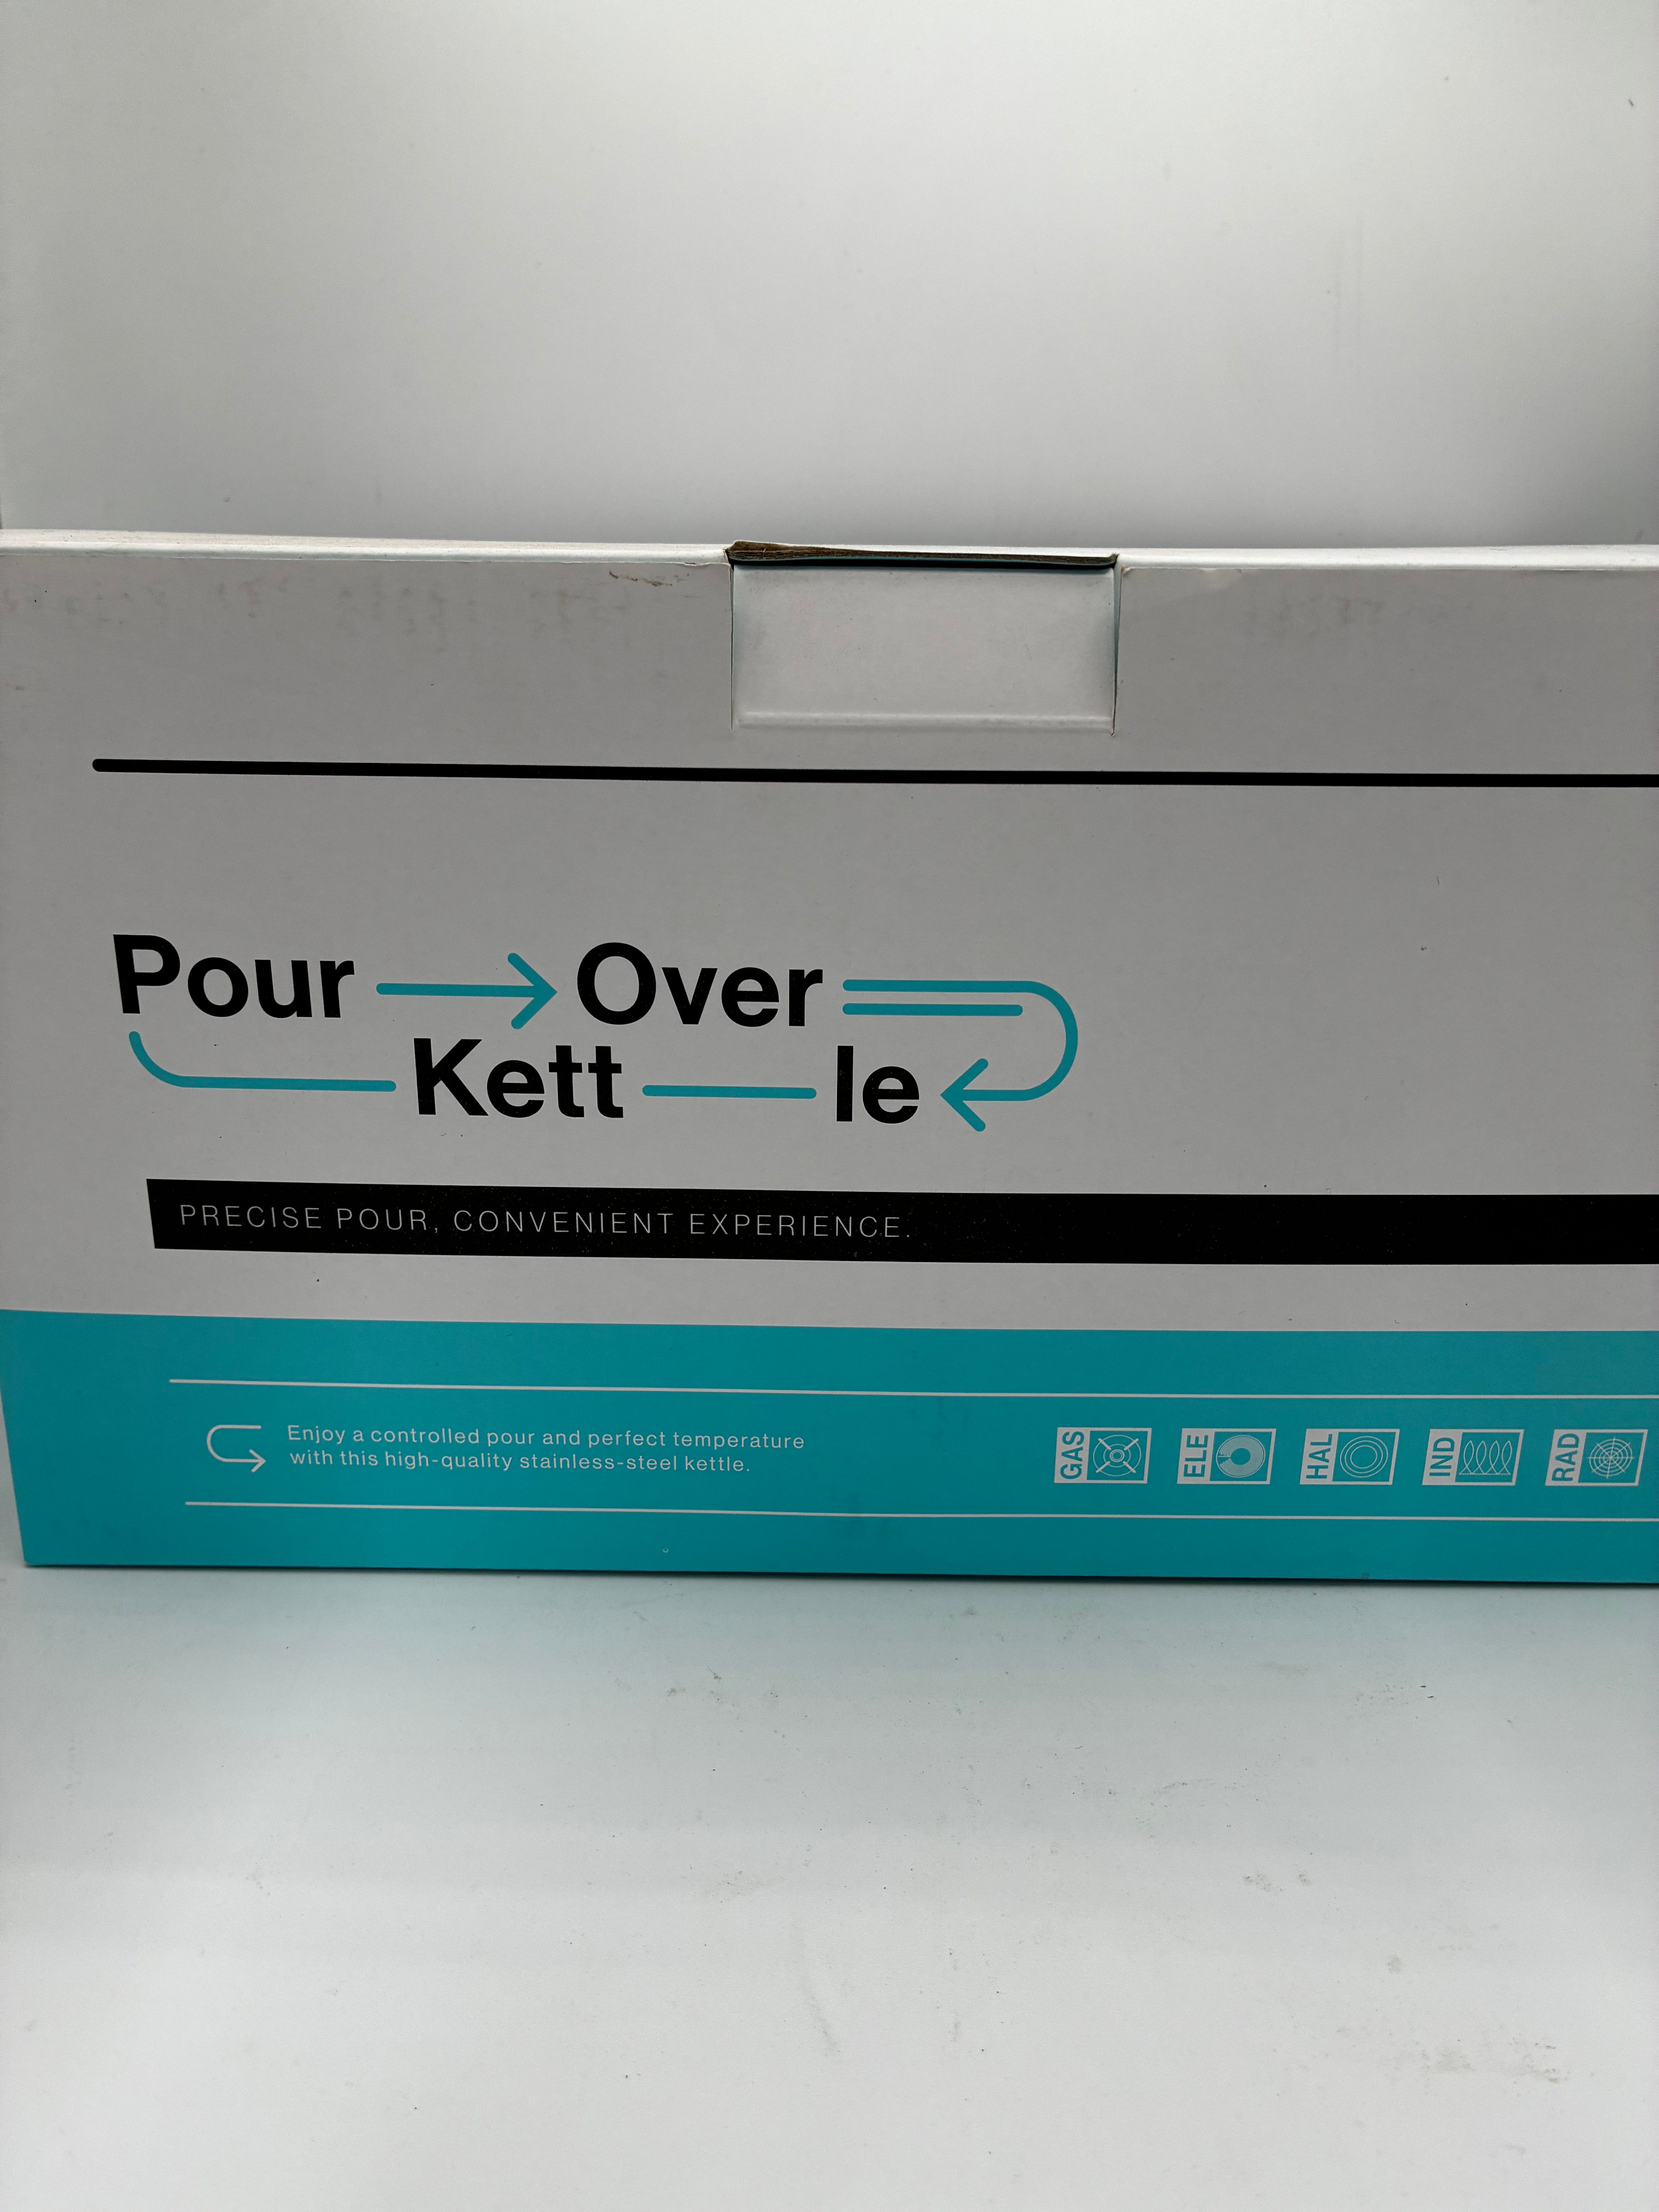 Pour Over
Kett le
PRECISE POUR, CONVENIENT EXPERIENCE.
Enjoy a controlled pour and perfect temperature
with this high-quality stainless-steel kettle.
GAS ELE HAL IND RAD